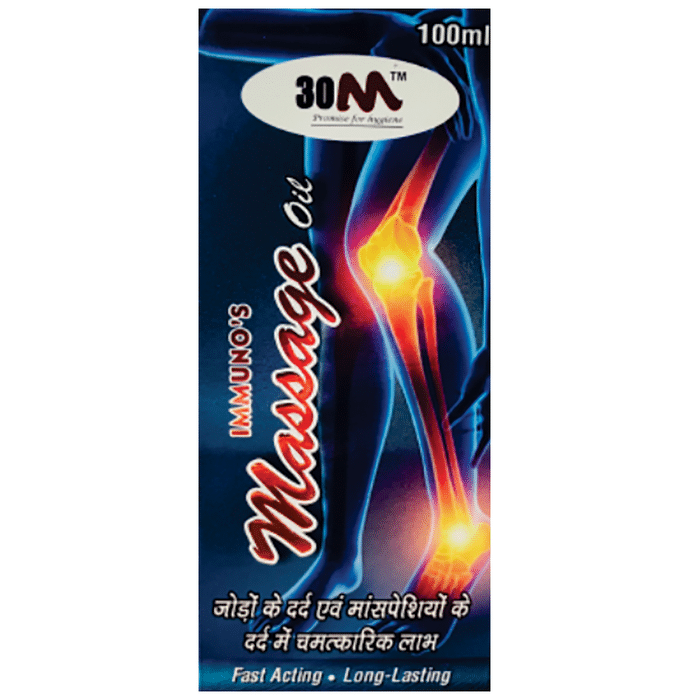 100ml
30M™
Promise for hygiene
IMMUNO'S
Massage Oil
जोड़ों के दर्द एवं मांसपेशियों के
दर्द में चमत्कारिक लाभ
Fast Acting • Long-Lasting